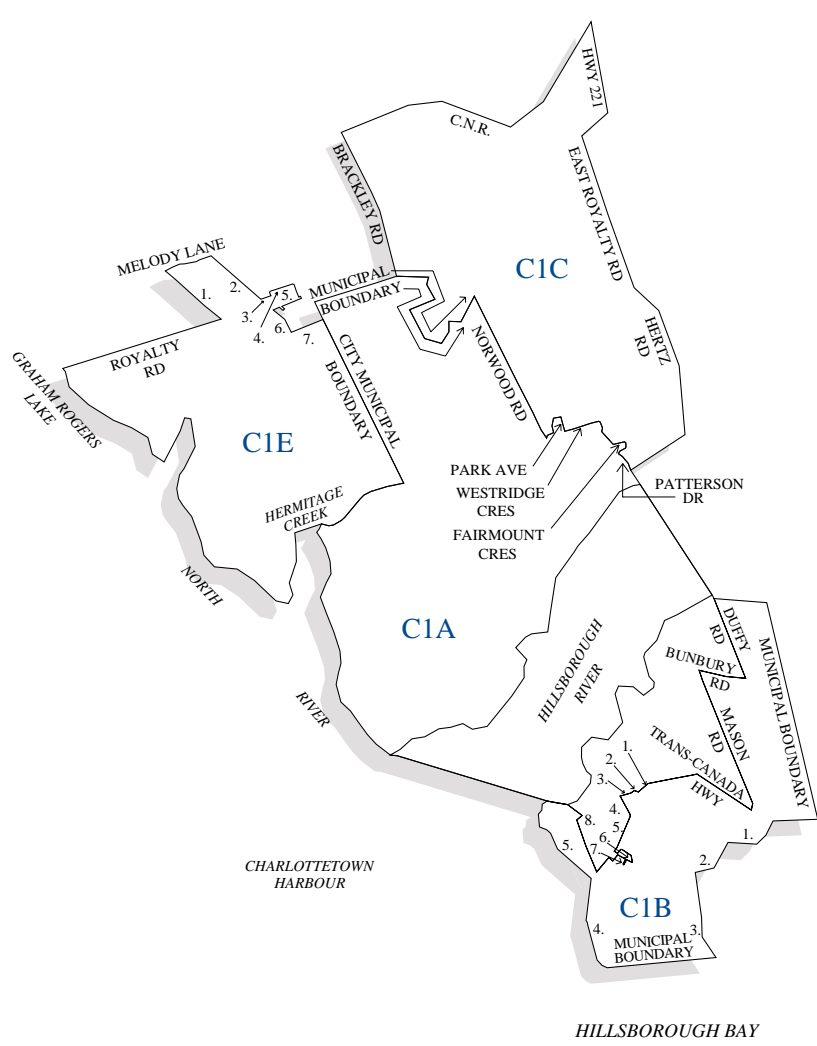 HWY 221
C.N.R.
BRACKLEY RD
EAST ROYALTY RD
MELODY LANE
C1C
MUNICIPAL
BOUNDARY
1.
2.
3.
4.
5.
6.
7.
HERTZ
RD
ROYALTY
RD
GRAHAM ROGERS
LAKE
CITY MUNICIPAL
BOUNDARY
NORWOOD RD
C1E
PARK AVE
WESTRIDGE
CRES
FAIRMOUNT
CRES
PATTERSON
DR
HERMITAGE
CREEK
NORTH
RIVER
C1A
HILLSBOROUGH
RIVER
DUFFY
RD
BUNBURY
RD
MUNICIPAL BOUNDARY
MASON
RD
TRANS-CANADA
HWY
1.
2.
3.
4.
5.
6.
7.
8.
5.
1.
2.
3.
4.
C1B
MUNICIPAL
BOUNDARY
CHARLOTTETOWN
HARBOUR
HILLSBOROUGH BAY